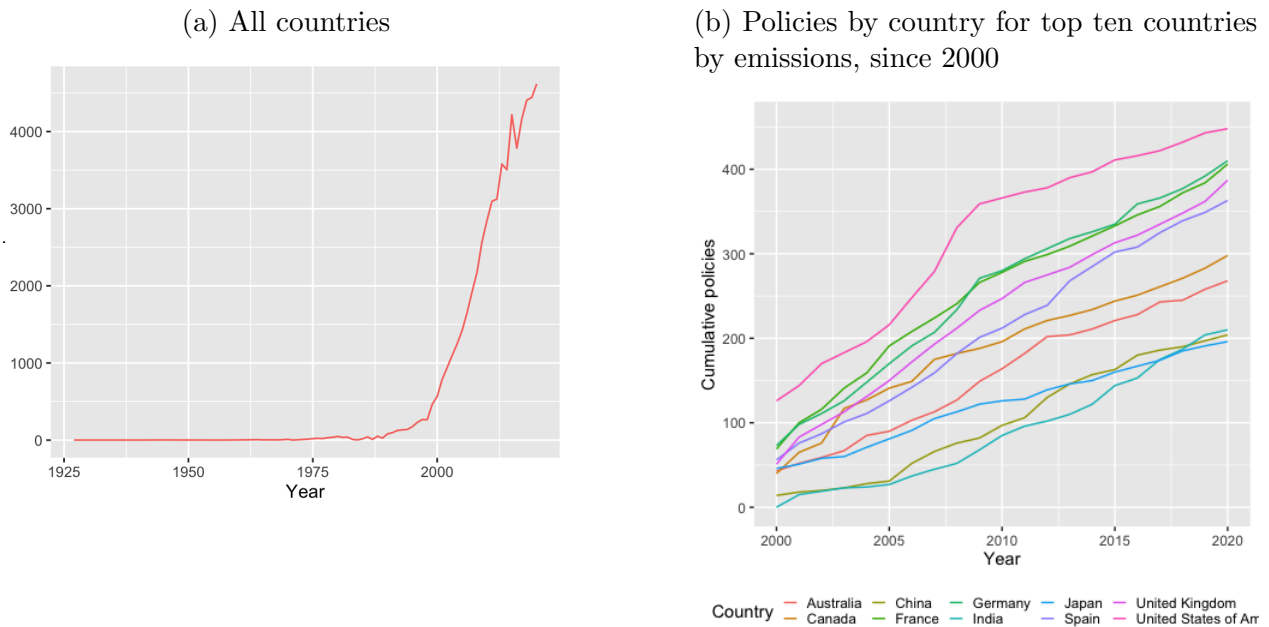 (a) All countries
4000
3000
2000
1000
0
1925 1950 1975 2000
Year
(b) Policies by country for top ten countries
by emissions, since 2000
Cumulative policies
400
300
200
100
0
2000 2005 2010 2015 2020
Year
Country
Australia China Germany Japan United Kingdom
Canada France India Spain United States of Am